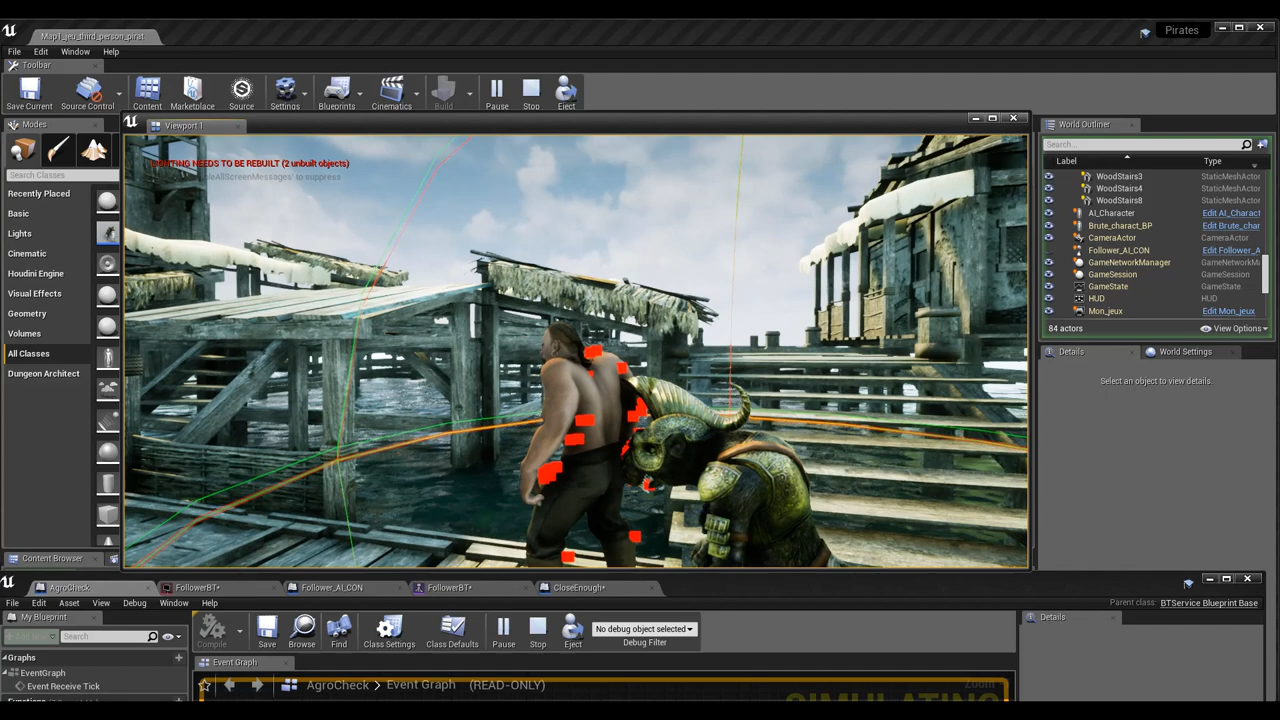 Map1_jeu_third_person_pirat
Pirates
File Edit Window Help
Toolbar
Save Current Source Control Content Marketplace Source Settings Blueprints Cinematics Build Pause Stop Eject
Modes
Viewport 1
World Outliner
Search Classes
Search...
LIGHTING NEEDS TO BE REBUILT (2 unbuilt objects)
AllScreenMessages' to suppress
Label Type
Recently Placed
Basic
Lights
Cinematic
Houdini Engine
Visual Effects
Geometry
Volumes
All Classes
Dungeon Architect
WoodStairs3 StaticMeshActor
WoodStairs4 StaticMeshActor
WoodStairs8 StaticMeshActor
AI_Character Edit AI_Charact
Brute_charact_BP Edit Brute_char
CameraActor CameraActor
Follower_AI_CON Edit Follower_A
GameNetworkManager GameNetworkMa
GameSession GameSession
GameState GameState
HUD HUD
Mon_jeux Edit Mon_jeux
84 actors View Options
Details World Settings
Select an object to view details.
Content Browser
AgroCheck FollowerBT* Follower_AI_CON FollowerBT* CloseEnough*
File Edit Asset View Debug Window Help
Parent class: BTService Blueprint Base
My Blueprint
Search
Compile Save Browse Find Class Settings Class Defaults Pause Stop Eject
No debug object selected
Debug Filter
Details
Graphs
EventGraph
Event Receive Tick
Event Graph
AgroCheck > Event Graph (READ-ONLY)
Zoom
SIMULATING